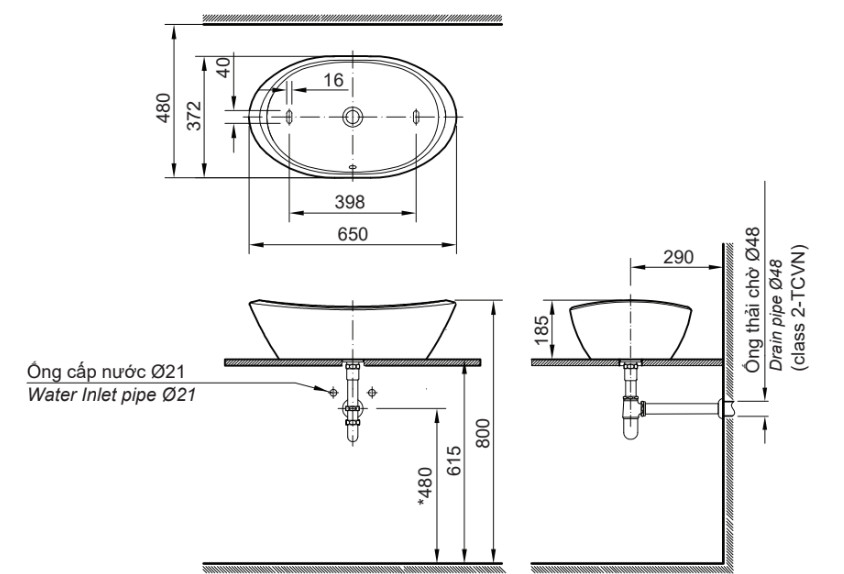 40
16
480
372
398
650
290
185
Ống thải chờ Ø48
Drain pipe Ø48
(class 2-TCVN)
Ống cấp nước Ø21
Water Inlet pipe Ø21
*480
615
800